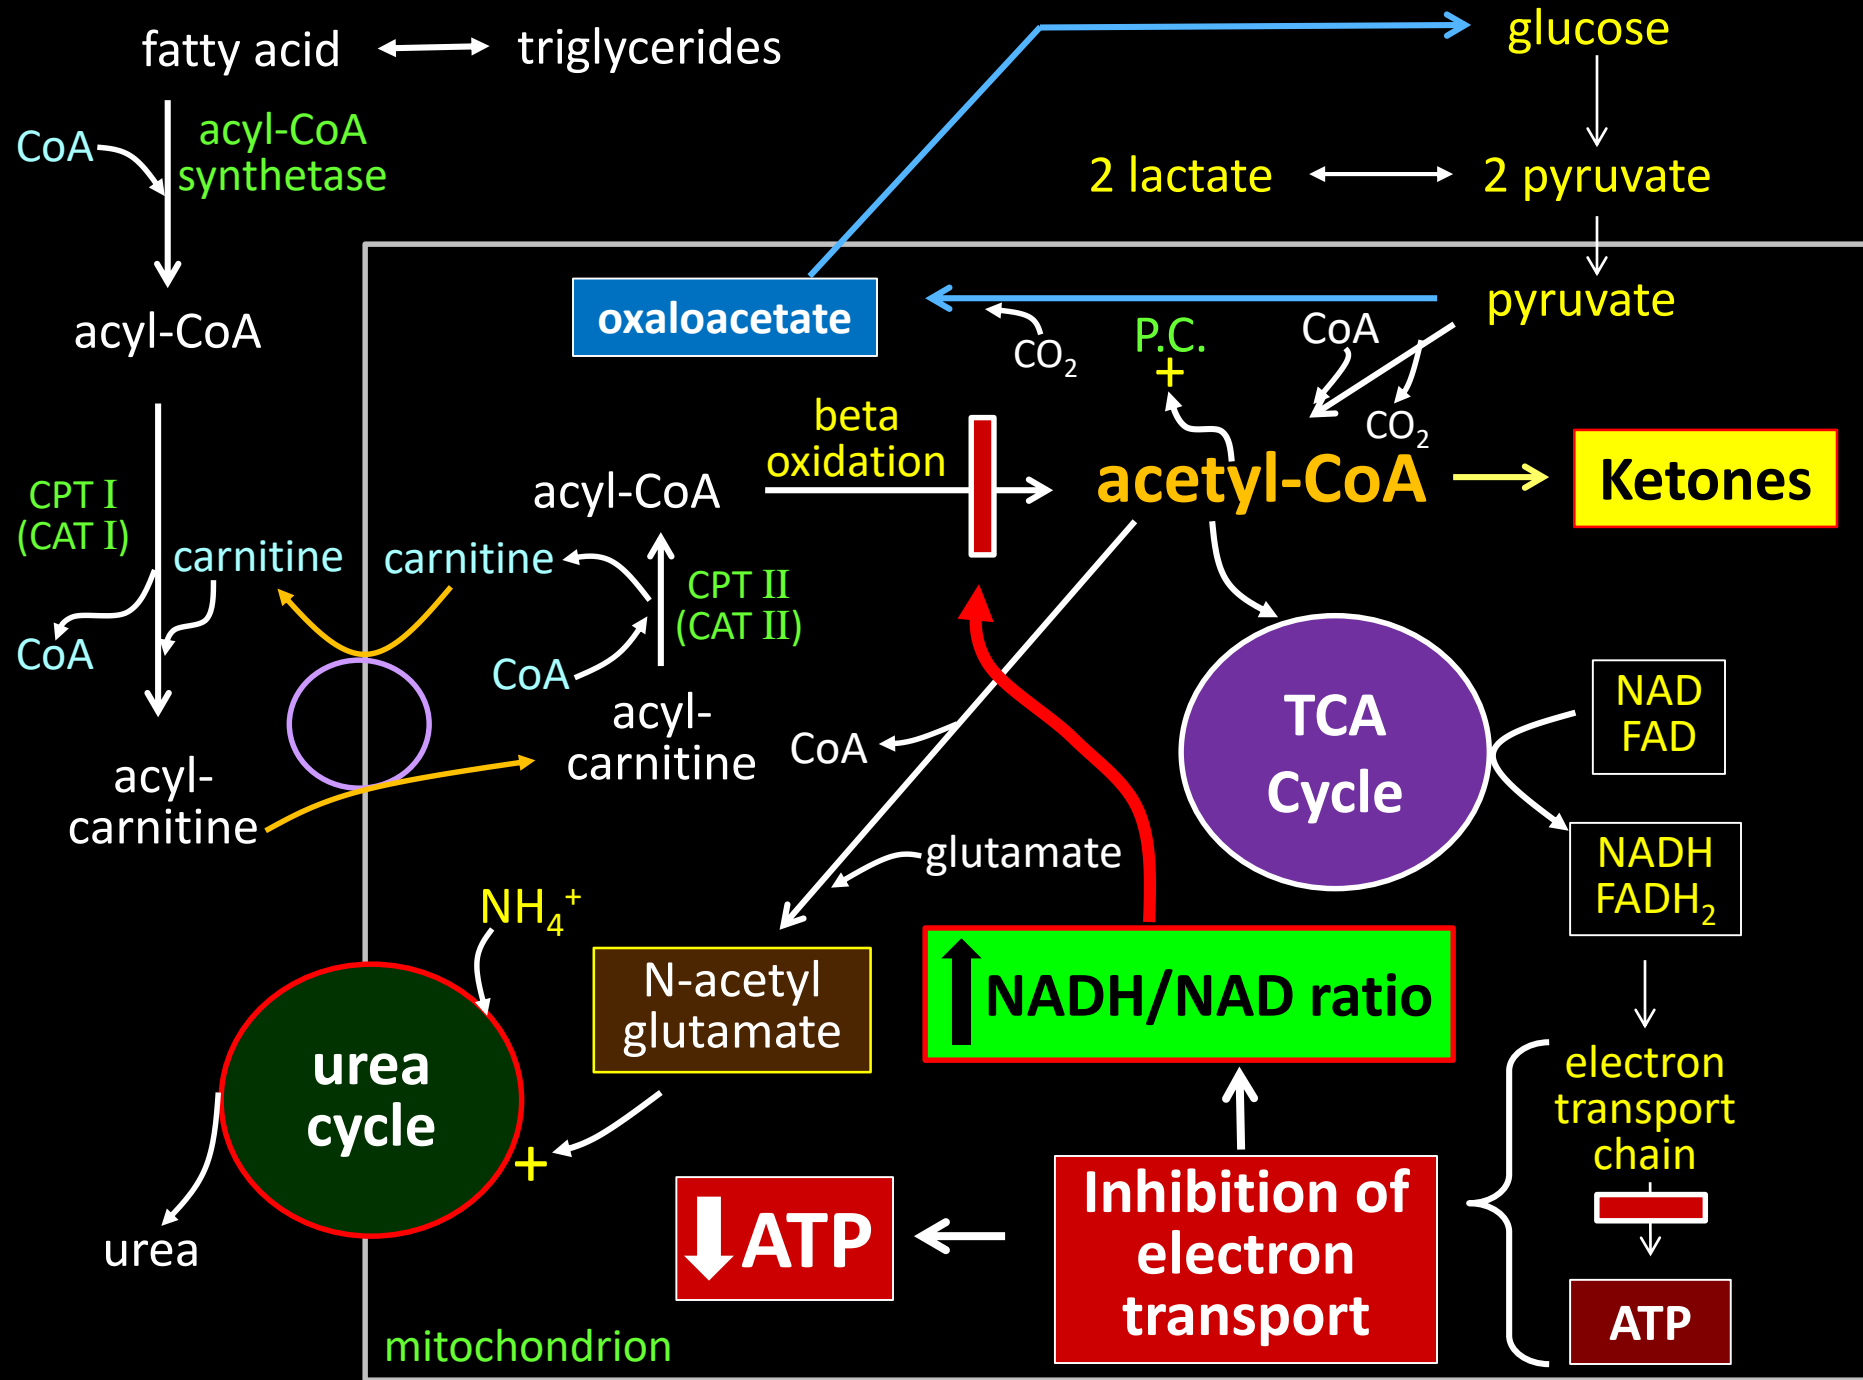 fatty acid
triglycerides
glucose
CoA
acyl-CoA
synthetase
2 lactate
2 pyruvate
acyl-CoA
oxaloacetate
CO₂
P.C.
+
CoA
pyruvate
CO₂
beta
oxidation
acyl-CoA
acetyl-CoA
Ketones
CPT I
(CAT I)
carnitine
carnitine
CPT II
(CAT II)
CoA
CoA
acyl-
carnitine
acyl-
carnitine
CoA
TCA
Cycle
NAD
FAD
glutamate
NADH
FADH₂
NH₄⁺
N-acetyl
glutamate
NADH/NAD ratio
urea
cycle
+
electron
transport
chain
urea
ATP
Inhibition of
electron
transport
ATP
mitochondrion